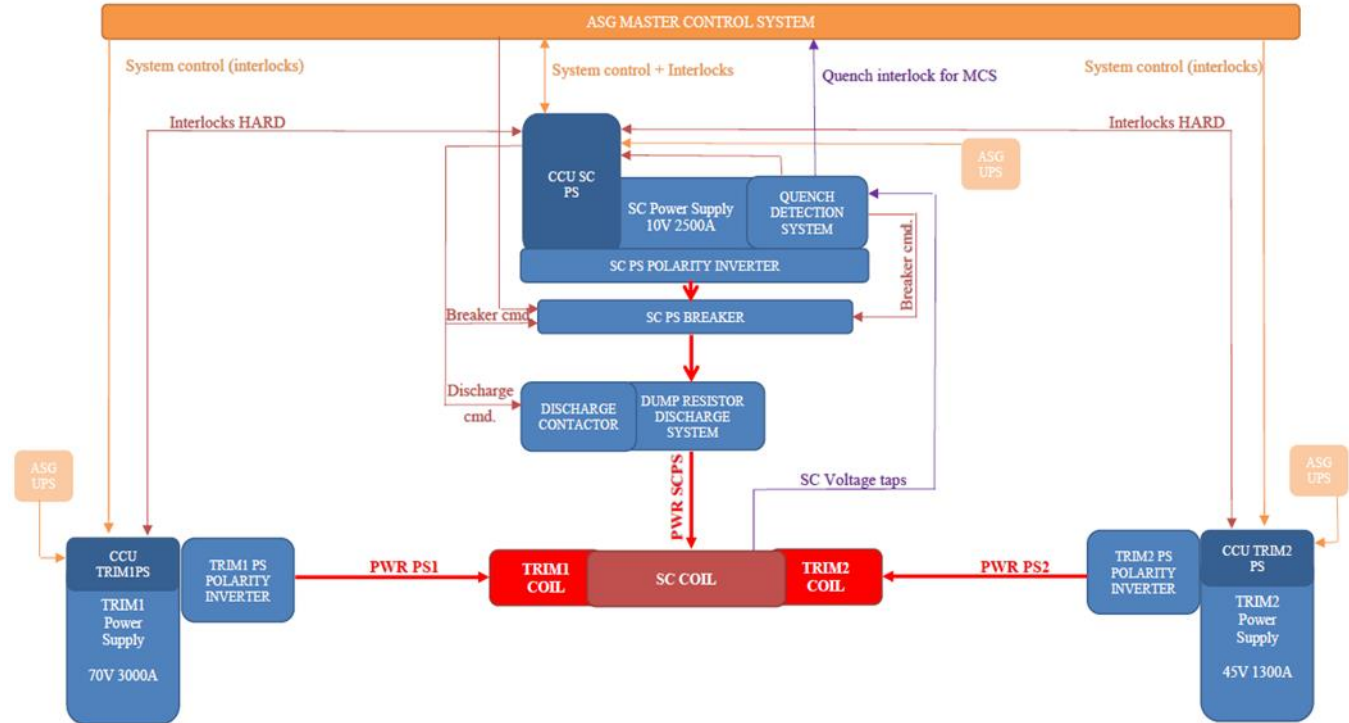 ASG MASTER CONTROL SYSTEM
System control (interlocks)
System control + Interlocks
Quench interlock for MCS
System control (interlocks)
Interlocks HARD
Interlocks HARD
ASG
UPS
CCU SC
PS
SC Power Supply
10V 2500A
QUENCH
DETECTION
SYSTEM
SC PS POLARITY INVERTER
Breaker cmd.
Breaker cmd
SC PS BREAKER
Discharge
cmd.
DISCHARGE
CONTACTOR
DUMP RESISTOR
DISCHARGE
SYSTEM
PWR SCPS
SC Voltage taps
ASG
UPS
ASG
UPS
CCU
TRIM1PS
TRIM1
Power
Supply
70V 3000A
TRIM1 PS
POLARITY
INVERTER
PWR PS1
TRIM1
COIL
SC COIL
TRIM2
COIL
PWR PS2
TRIM2 PS
POLARITY
INVERTER
CCU TRIM2
PS
TRIM2
Power
Supply
45V 1300A